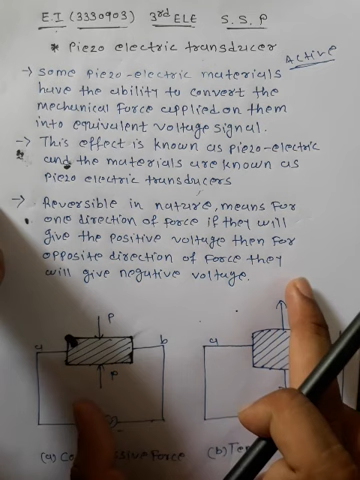 E.I (3330903) 3rd ELE S. S. P
* Piezo electric transducer
Active
→ Some Piezo-electric materials
have the ability to convert the
mechanical force applied on them
into equivalent voltage signal.
→ This effect is known as piezo-electric
and the materials are known as
Piezo electric transducers
→ Reversible in nature, means For
one direction of force if they will
give the positive voltage then For
opposite direction of Force they
will give negative voltage.
P
a b a
P
(a) Force (b)